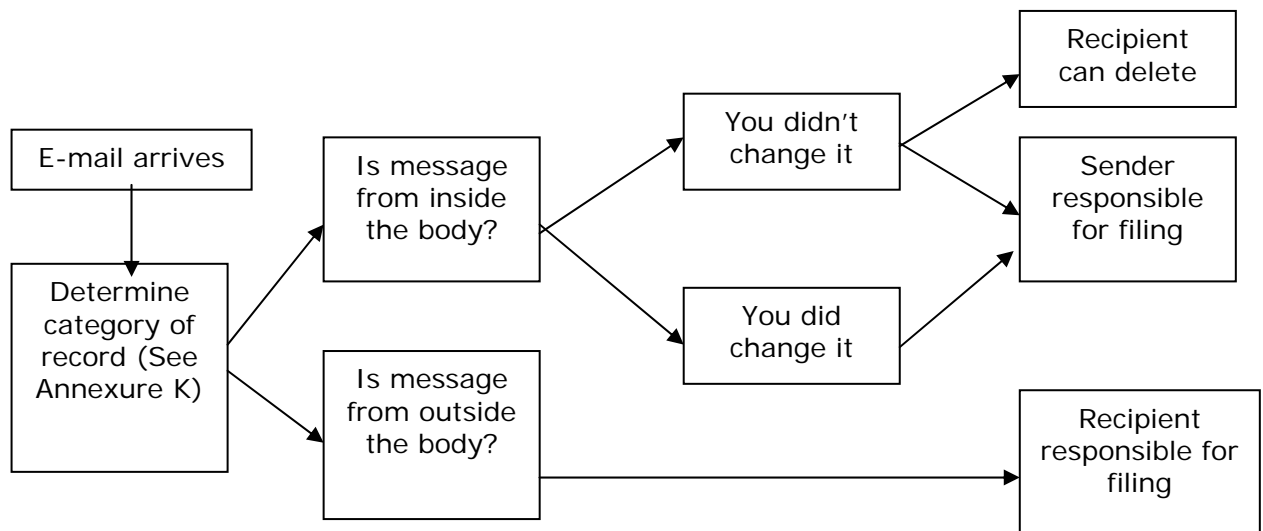 E-mail arrives
Determine
category of
record (See
Annexure K)
Is message
from inside
the body?
Is message
from outside
the body?
You didn't
change it
You did
change it
Recipient
can delete
Sender
responsible
for filing
Recipient
responsible for
filing